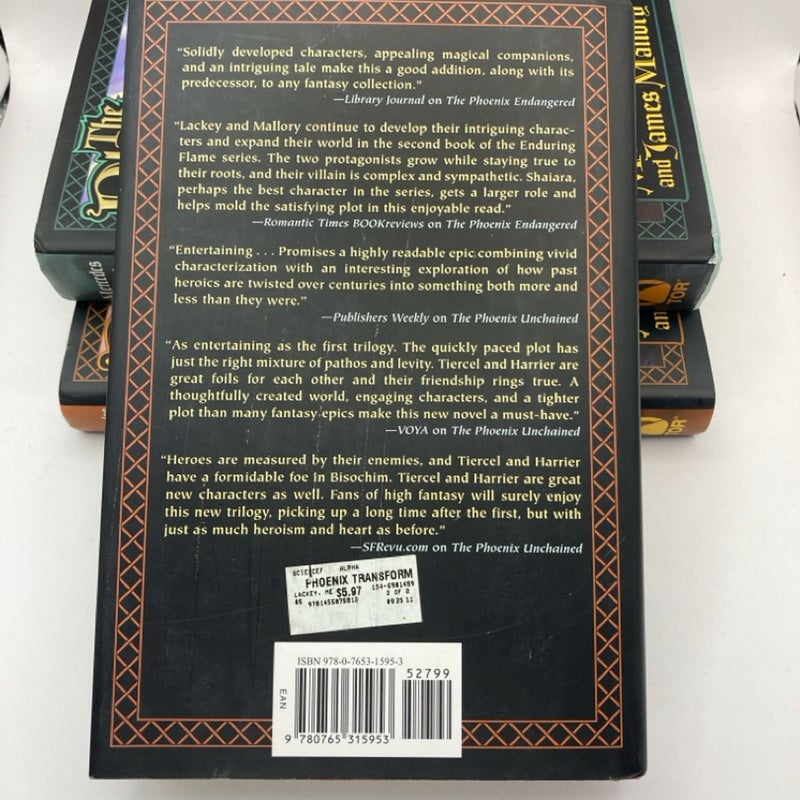 “Solidly developed characters, appealing magical companions,
and an intriguing tale make this a good addition, along with its
predecessor, to any fantasy collection.”
—Library Journal on The Phoenix Endangered
“Lackey and Mallory continue to develop their intriguing charac-
ters and expand their world in the second book of the Enduring
Flame series. The two protagonists grow while staying true to
their roots, and their villain is complex and sympathetic. Shaiara,
perhaps the best character in the series, gets a larger role and
helps mold the satisfying plot in this enjoyable read.”
—Romantic Times BOOKreviews on The Phoenix Endangered
“Entertaining . . . Promises a highly readable epic combining vivid
characterization with an interesting exploration of how past
heroics are twisted over centuries into something both more and
less than they were.”
—Publishers Weekly on The Phoenix Unchained
“As entertaining as the first trilogy. The quickly paced plot has
just the right mixture of pathos and levity. Tiercel and Harrier are
great foils for each other and their friendship rings true. A
thoughtfully created world, engaging characters, and a tighter
plot than many fantasy epics make this new novel a must-have.”
—VOYA on The Phoenix Unchained
“Heroes are measured by their enemies, and Tiercel and Harrier
have a formidable foe in Bisochim. Tiercel and Harrier are great
new characters as well. Fans of high fantasy will surely enjoy
this new trilogy, picking up a long time after the first, but with
just as much heroism and heart as before.”
—SFRevu.com on The Phoenix Unchained
ALPHA
PHOENIX TRANSFORM
LACKEY, ME $5.97
2 OF 2
ISBN 978-0-7653-1595-3
52799
EAN
9 780765 315953
The
Mercedes
and James Mallory
TOR
an
TOR